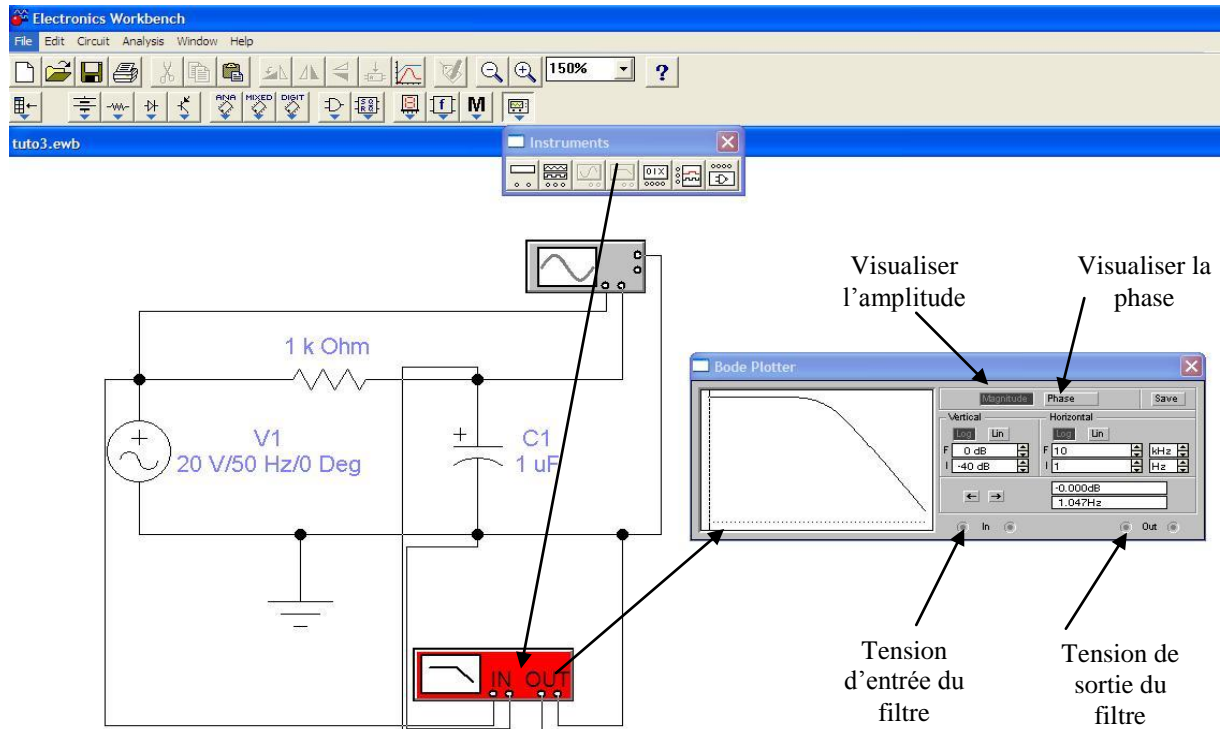 Electronics Workbench
File Edit Circuit Analysis Window Help
150%
?
ANA MIXED DIGIT
M
tuto3.ewb
Instruments
Visualiser
l’amplitude
Visualiser la
phase
1 k Ohm
V1
20 V/50 Hz/0 Deg
C1
1 uF
Bode Plotter
Magnitude Phase Save
Vertical Horizontal
Log Lin Log Lin
F 0 dB F 10 kHz
I -40 dB I 1 Hz
-0.000dB
1.047Hz
In Out
IN OUT
Tension
d’entrée du
filtre
Tension de
sortie du
filtre